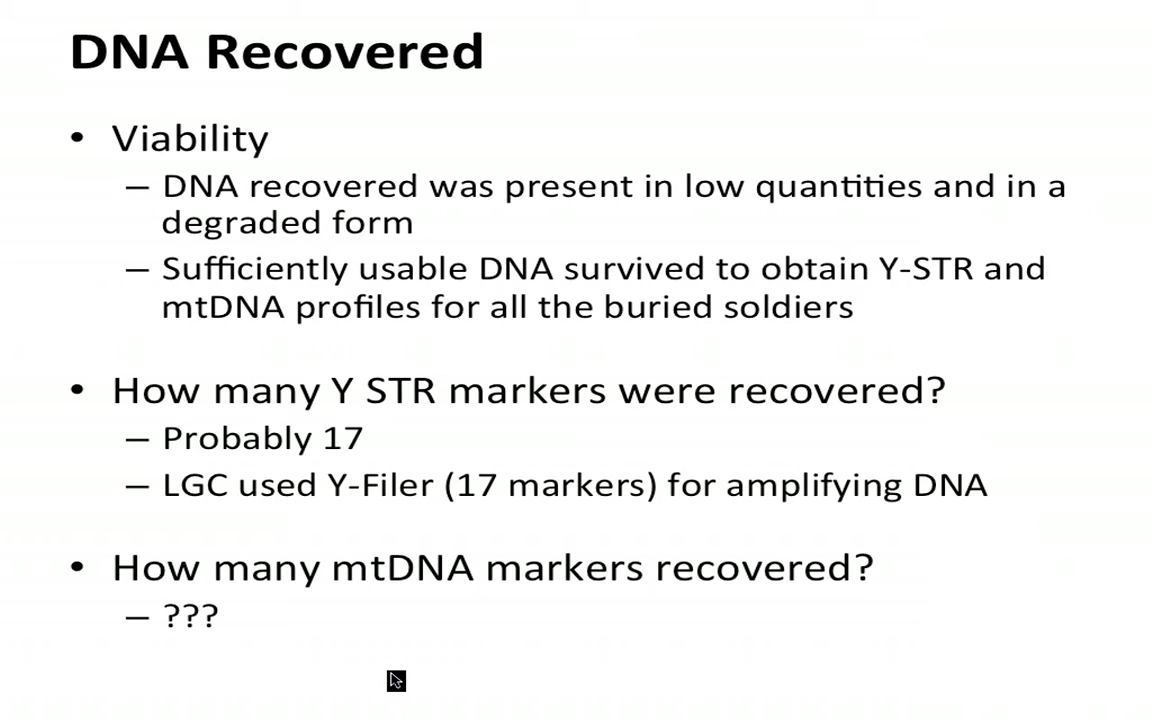 DNA Recovered
• Viability
– DNA recovered was present in low quantities and in a
degraded form
– Sufficiently usable DNA survived to obtain Y-STR and
mtDNA profiles for all the buried soldiers
• How many Y STR markers were recovered?
– Probably 17
– LGC used Y-Filer (17 markers) for amplifying DNA
• How many mtDNA markers recovered?
– ???